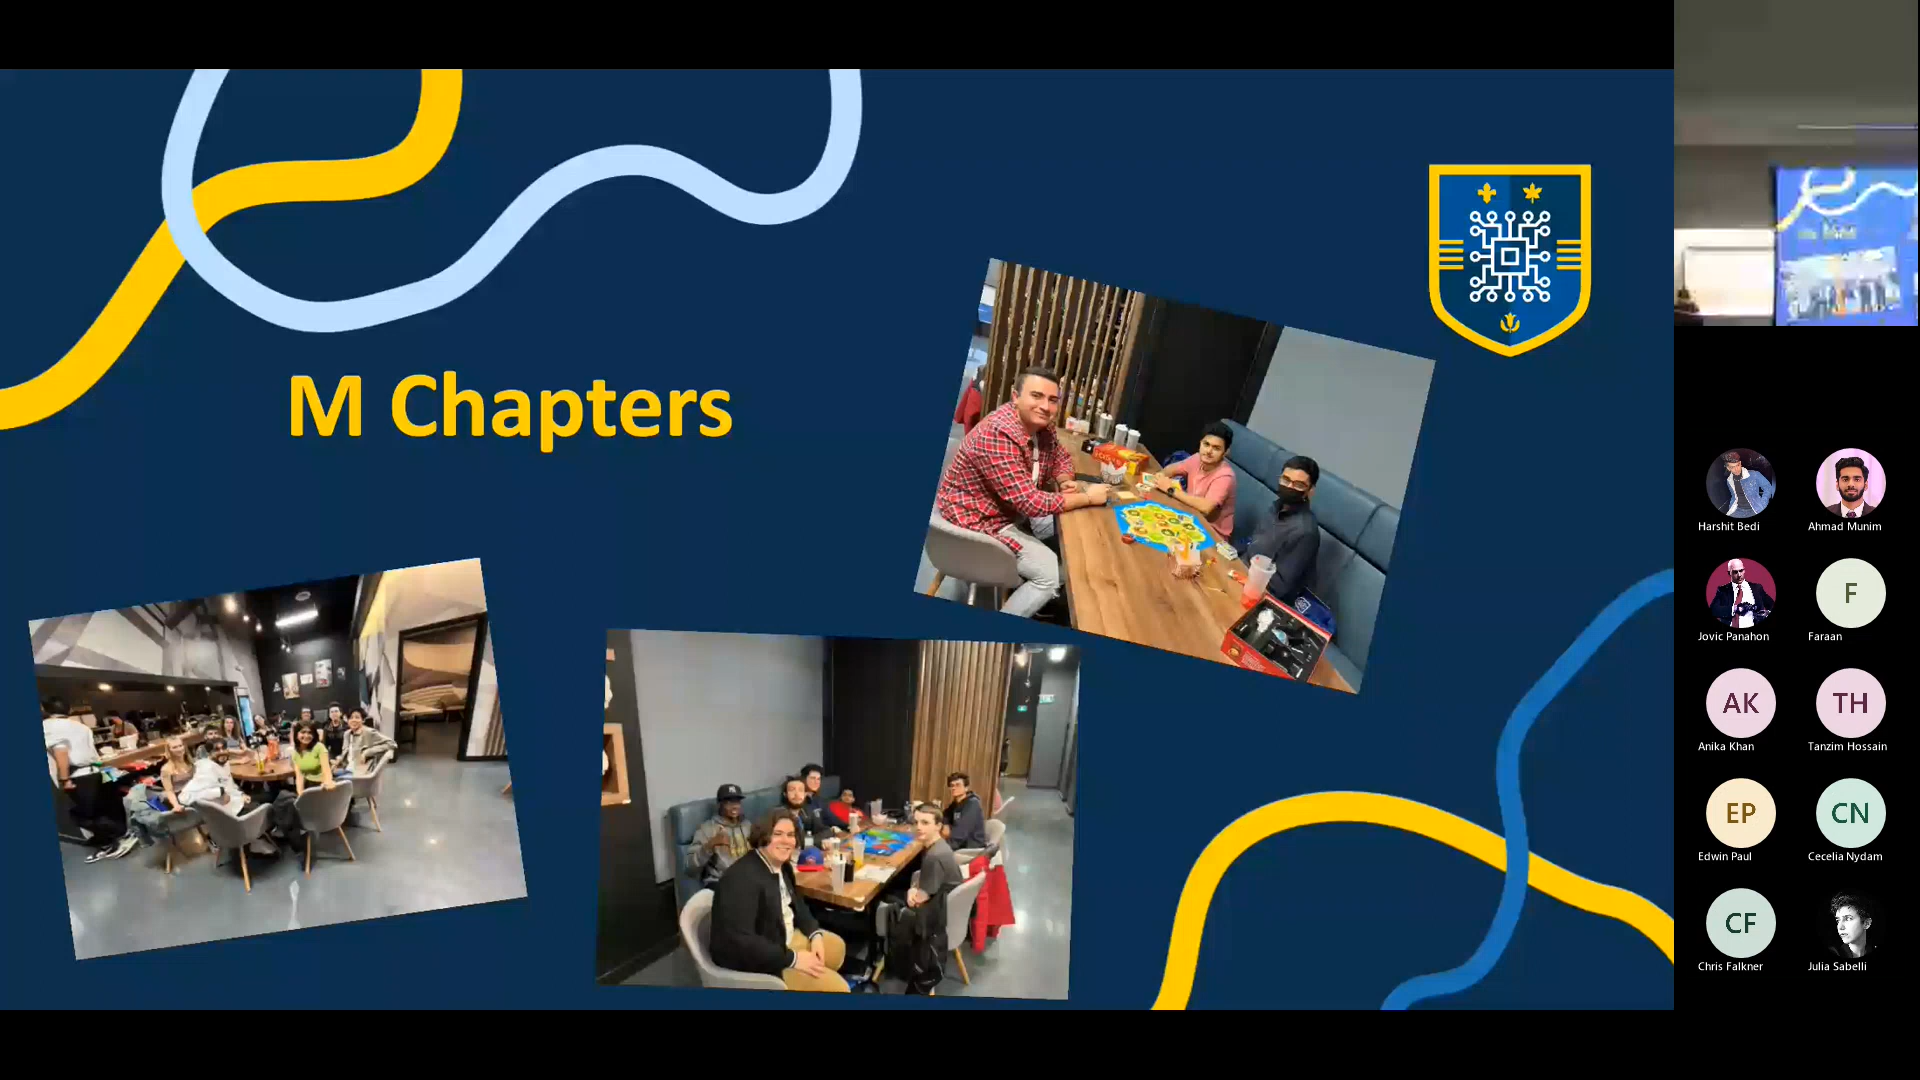 M Chapters
Harshit Bedi
Ahmad Munim
Jovic Panahon
F
Faraan
AK
Anika Khan
TH
Tanzim Hossain
EP
Edwin Paul
CN
Cecelia Nydam
CF
Chris Falkner
Julia Sabelli